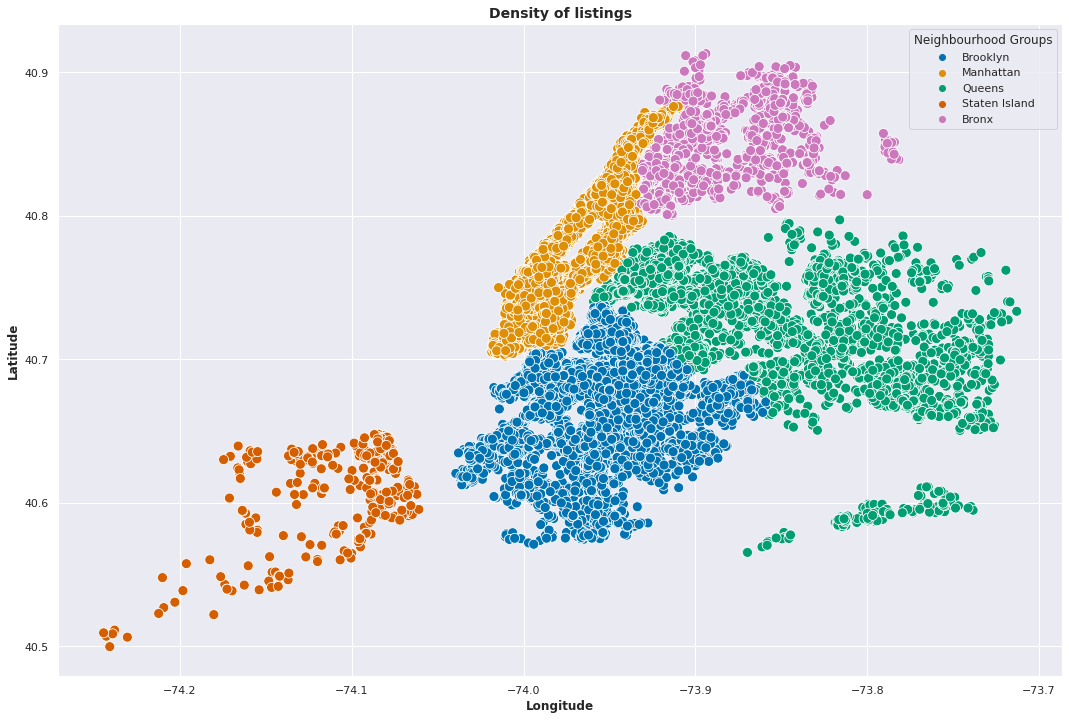 Density of listings
Neighbourhood Groups
Brooklyn
Manhattan
Queens
Staten Island
Bronx
Latitude
40.9
40.8
40.7
40.6
40.5
−74.2
−74.1
−74.0
−73.9
−73.8
−73.7
Longitude